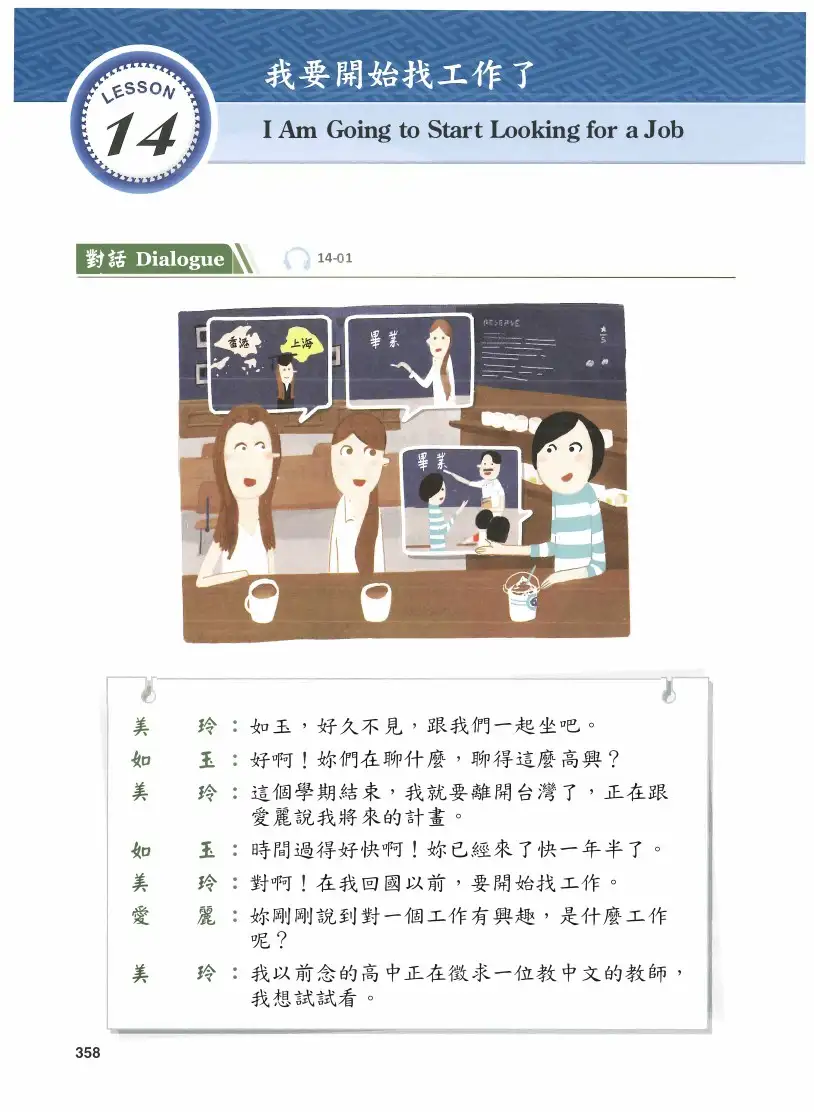 LESSON
14
我要開始找工作了
I Am Going to Start Looking for a Job
對話 Dialogue
14-01
香港
上海
畢業
畢業
美玲：如玉，好久不見，跟我們一起坐吧。
如玉：好啊！妳們在聊什麼，聊得這麼高興？
美玲：這個學期結束，我就要離開台灣了，正在跟
愛麗說我將來的計畫。
如玉：時間過得好快啊！妳已經來了快一年半了。
美玲：對啊！在我回國以前，要開始找工作。
愛麗：妳剛剛說到對一個工作有興趣，是什麼工作
呢？
美玲：我以前念的高中正在徵求一位教中文的教師，
我想試試看。
358